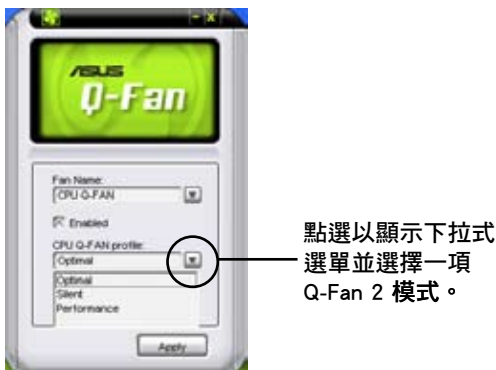 ASUS
Q-Fan
Fan Name:
CPU Q-FAN
Enabled
CPU Q-FAN profile:
Optimal
Optimal
Silent
Performance
Apply
點選以顯示下拉式
選單並選擇一項
Q-Fan 2 模式。